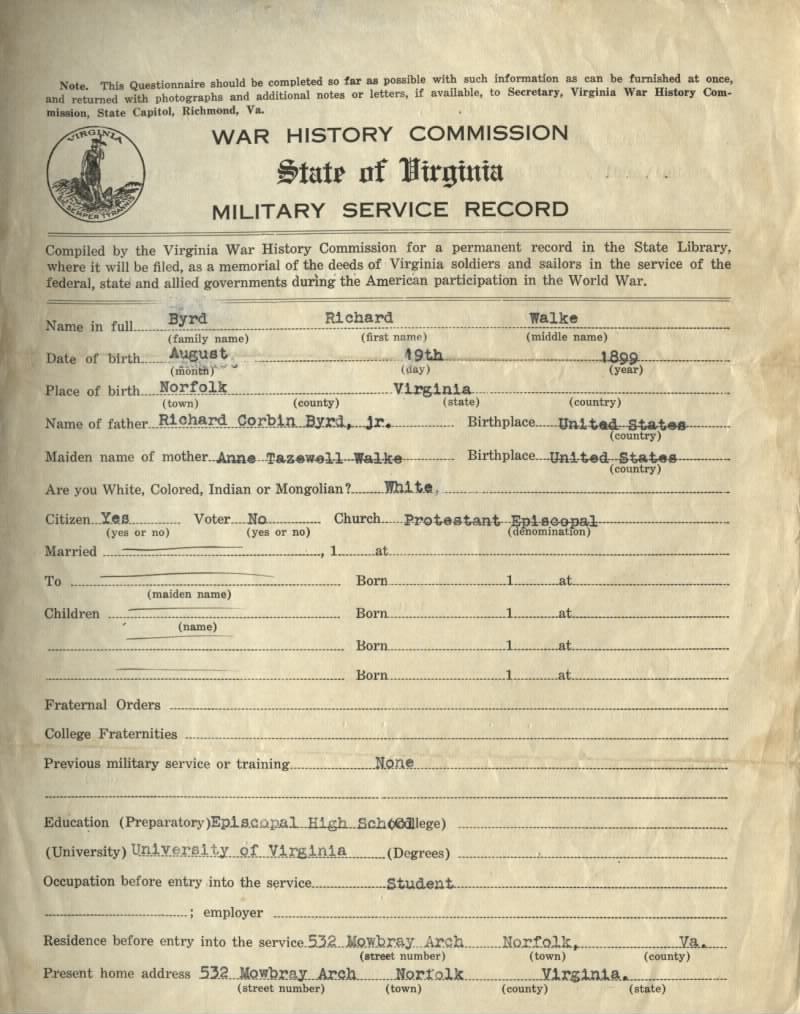 Note. This Questionnaire should be completed so far as possible with such information as can be furnished at once,
and returned with photographs and additional notes or letters, if available, to Secretary, Virginia War History Com-
mission, State Capitol, Richmond, Va.
VIRGINIA
SIC SEMPER TYRANNIS
WAR HISTORY COMMISSION
State of Virginia
MILITARY SERVICE RECORD
Compiled by the Virginia War History Commission for a permanent record in the State Library,
where it will be filed, as a memorial of the deeds of Virginia soldiers and sailors in the service of the
federal, state and allied governments during the American participation in the World War.
Name in full Byrd Richard Walke
(family name) (first name) (middle name)
Date of birth August 19th 1899
(month) (day) (year)
Place of birth Norfolk Virginia
(town) (county) (state) (country)
Name of father Richard Corbin Byrd, jr. Birthplace United States
(country)
Maiden name of mother Anne Tazewell Walke Birthplace United States
(country)
Are you White, Colored, Indian or Mongolian? White.
Citizen Yes Voter No Church Protestant Episcopal
(yes or no) (yes or no) (denomination)
Married , 1 at
To Born 1 at
(maiden name)
Children Born 1 at
(name)
Born 1 at
Born 1 at
Fraternal Orders
College Fraternities
Previous military service or training None
Education (Preparatory) Episcopal High School (College)
(University) University of Virginia (Degrees)
Occupation before entry into the service Student
; employer
Residence before entry into the service 532 Mowbray Arch Norfolk, Va.
(street number) (town) (county)
Present home address 532 Mowbray Arch Norfolk Virginia.
(street number) (town) (county) (state)